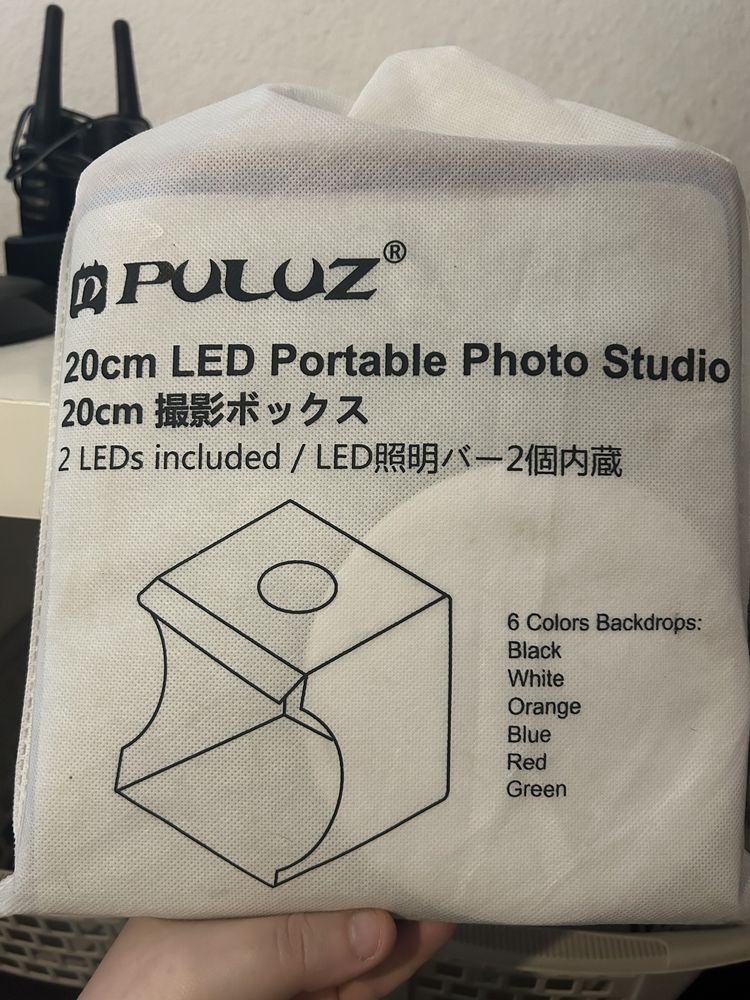 PULUZ®
20cm LED Portable Photo Studio
20cm 撮影ボックス
2 LEDs included / LED照明バー2個内蔵
6 Colors Backdrops:
Black
White
Orange
Blue
Red
Green